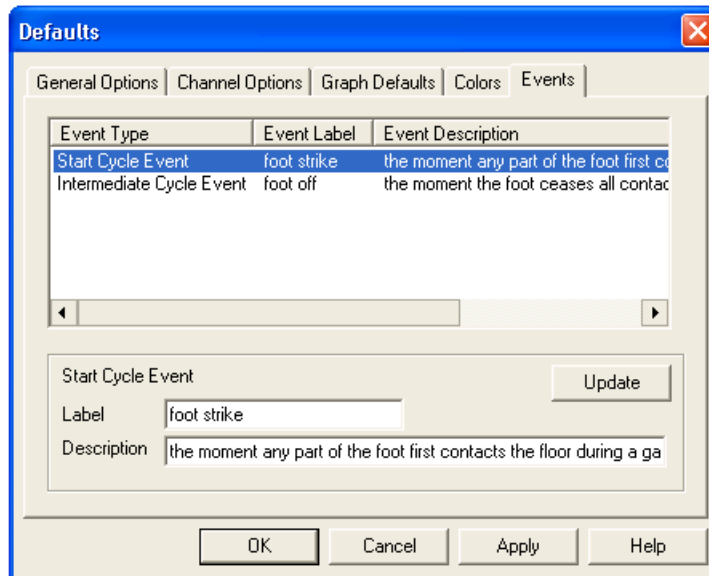 Defaults
General Options Channel Options Graph Defaults Colors Events
Event Type Event Label Event Description
Start Cycle Event foot strike the moment any part of the foot first
Intermediate Cycle Event foot off the moment the foot ceases all
Start Cycle Event
Update
Label foot strike
Description the moment any part of the foot first contacts the floor during a
OK Cancel Apply Help